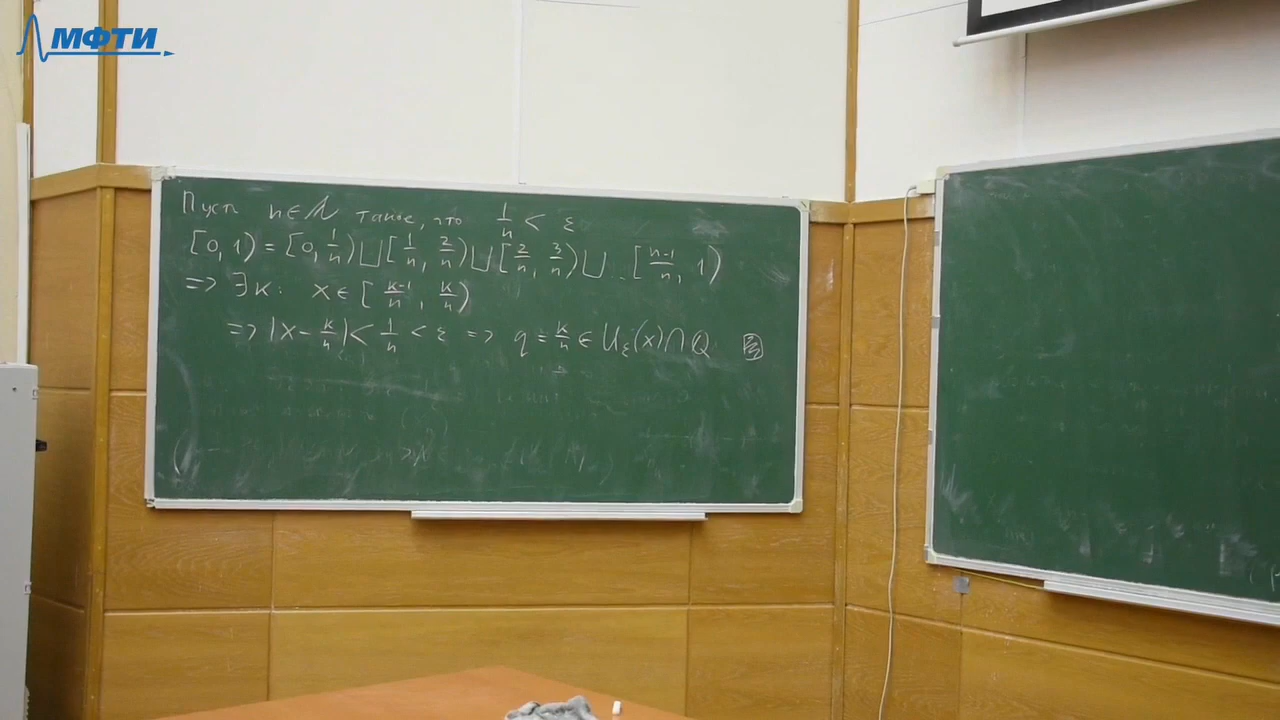 МФТИ
Пусть n ∈ ℕ такое, что 1/n < ε
[0, 1) = [0, 1/n) ⊔ [1/n, 2/n) ⊔ [2/n, 3/n) ⊔ .. [n-1/n, 1)
=> ∃ k: x ∈ [k-1/n, k/n)
=> |x - k/n| < 1/n < ε => q = k/n ∈ U_ε(x) ∩ Q